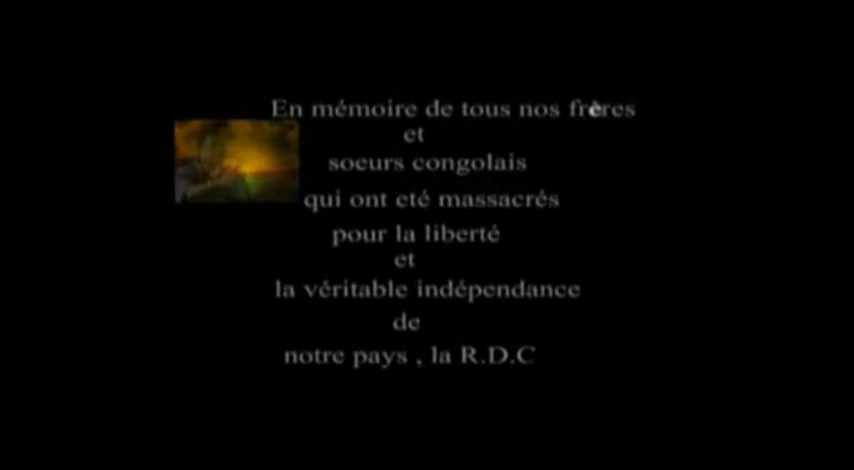 En mémoire de tous nos frères
et
soeurs congolais
qui ont eté massacrés
pour la liberté
et
la véritable indépendance
de
notre pays , la R.D.C